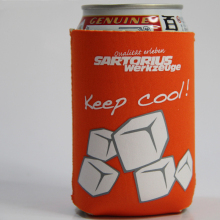 GENUINE
Qualität erleben
SARTORIUS
Werkzeuge
Keep cool!